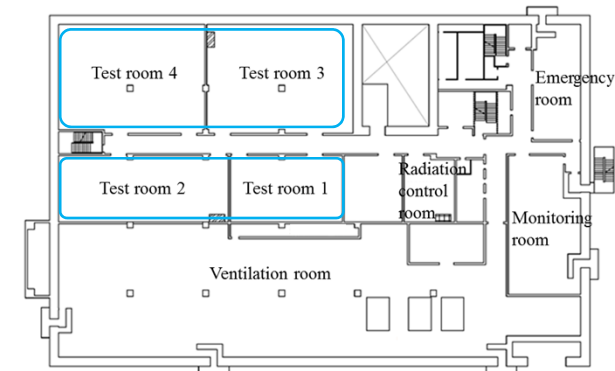 Test room 4
Test room 3
Emergency
room
Test room 2
Test room 1
Radiation
control
room
Monitoring
room
Ventilation room